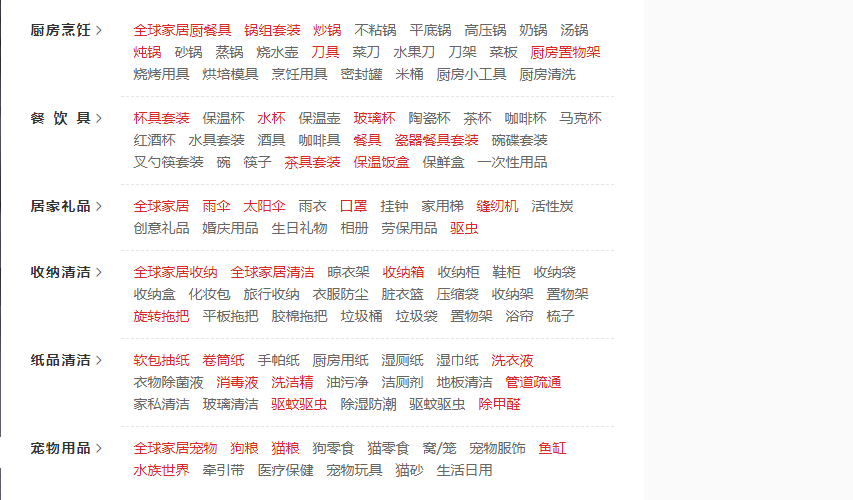 厨房烹饪 > 全球家居厨餐具 锅组套装 炒锅 不粘锅 平底锅 高压锅 奶锅 汤锅
炖锅 砂锅 蒸锅 烧水壶 刀具 菜刀 水果刀 刀架 菜板 厨房置物架
烧烤用具 烘培模具 烹饪用具 密封罐 米桶 厨房小工具 厨房清洗
餐 饮 具 > 杯具套装 保温杯 水杯 保温壶 玻璃杯 陶瓷杯 茶杯 咖啡杯 马克杯
红酒杯 水具套装 酒具 咖啡具 餐具 瓷器餐具套装 碗碟套装
叉勺筷套装 碗 筷子 茶具套装 保温饭盒 保鲜盒 一次性用品
居家礼品 > 全球家居 雨伞 太阳伞 雨衣 口罩 挂钟 家用梯 缝纫机 活性炭
创意礼品 婚庆用品 生日礼物 相册 劳保用品 驱虫
收纳清洁 > 全球家居收纳 全球家居清洁 晾衣架 收纳箱 收纳柜 鞋柜 收纳袋
收纳盒 化妆包 旅行收纳 衣服防尘 脏衣篮 压缩袋 收纳架 置物架
旋转拖把 平板拖把 胶棉拖把 垃圾桶 垃圾袋 置物架 浴帘 梳子
纸品清洁 > 软包抽纸 卷筒纸 手帕纸 厨房用纸 湿厕纸 湿巾纸 洗衣液
衣物除菌液 消毒液 洗洁精 油污净 洁厕剂 地板清洁 管道疏通
家私清洁 玻璃清洁 驱蚊驱虫 除湿防潮 驱蚊驱虫 除甲醛
宠物用品 > 全球家居宠物 狗粮 猫粮 狗零食 猫零食 窝/笼 宠物服饰 鱼缸
水族世界 牵引带 医疗保健 宠物玩具 猫砂 生活日用